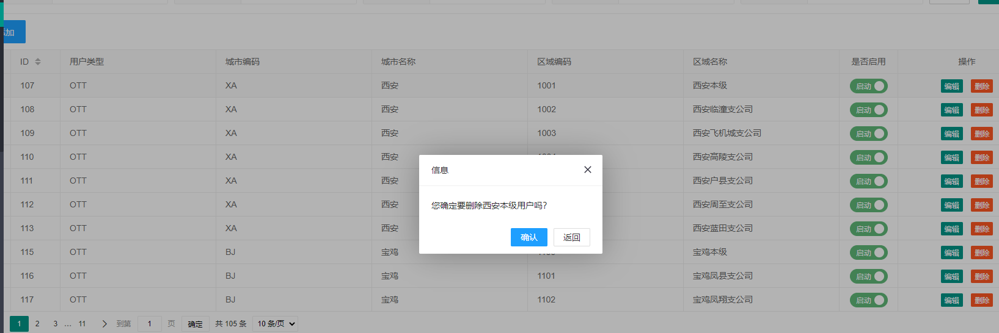 添加
ID 用户类型 城市编码 城市名称 区域编码 区域名称 是否启用 操作
107 OTT XA 西安 1001 西安本级 启动 编辑 删除
108 OTT XA 西安 1002 西安临潼支公司 启动 编辑 删除
109 OTT XA 西安 1003 西安飞机城支公司 启动 编辑 删除
110 OTT XA 西安 西安高陵支公司 启动 编辑 删除
信息
111 OTT XA 西安 西安户县支公司 启动 编辑 删除
112 OTT XA 西安 西安周至支公司 启动 编辑 删除
您确定要删除西安本级用户吗?
113 OTT XA 西安 西安蓝田支公司 启动 编辑 删除
确认 返回
115 OTT BJ 宝鸡 宝鸡本级 启动 编辑 删除
116 OTT BJ 宝鸡 1101 宝鸡凤县支公司 启动 编辑 删除
117 OTT BJ 宝鸡 1102 宝鸡凤翔支公司 启动 编辑 删除
1 2 3 ... 11 > 到第 1 页 确定 共 105 条 10 条/页